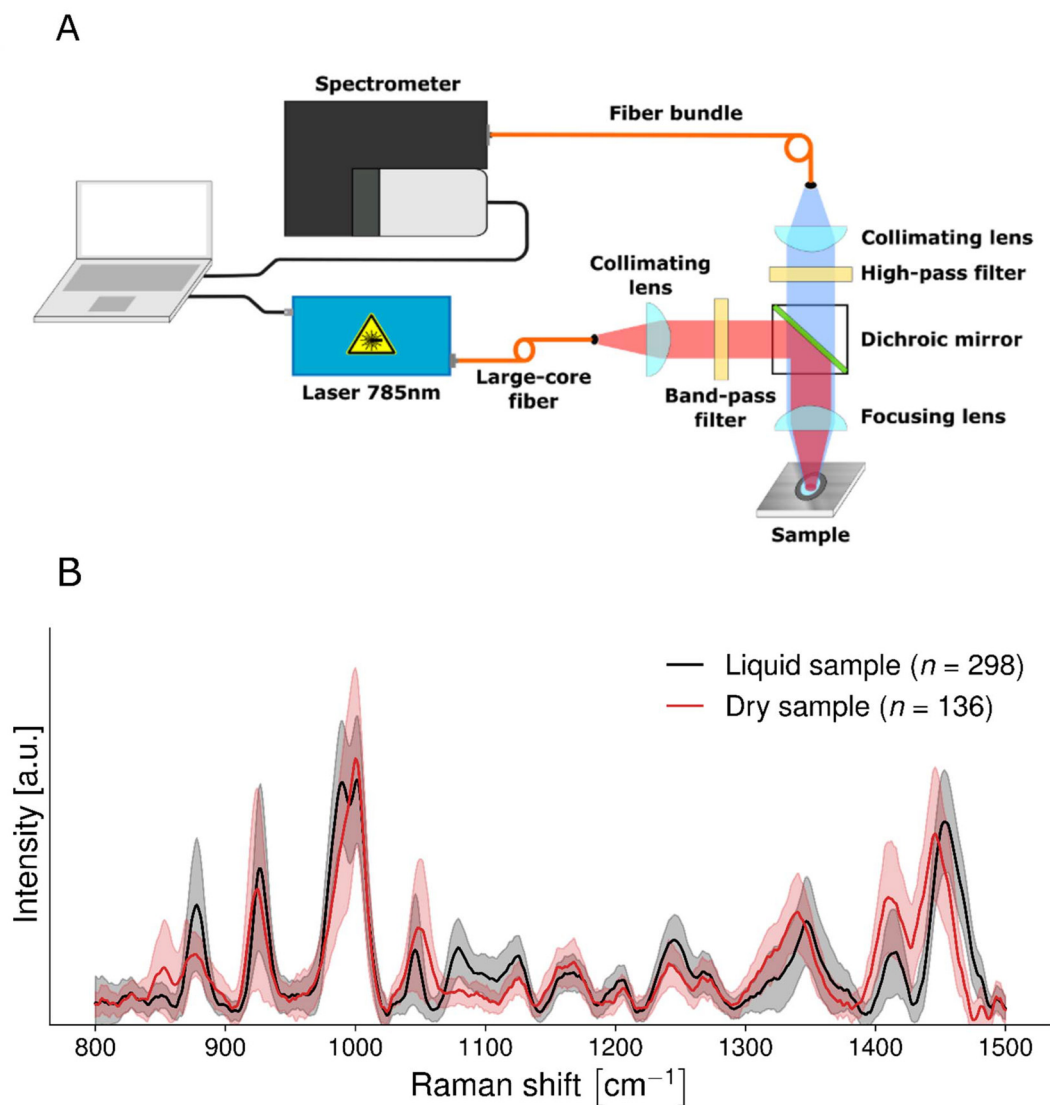 A
Spectrometer
Fiber bundle
Collimating lens
High-pass filter
Collimating
lens
Dichroic mirror
Laser 785nm
Large-core
fiber
Band-pass
filter
Focusing lens
Sample
B
Liquid sample (n = 298)
Dry sample (n = 136)
Intensity [a.u.]
800 900 1000 1100 1200 1300 1400 1500
Raman shift [cm⁻¹]